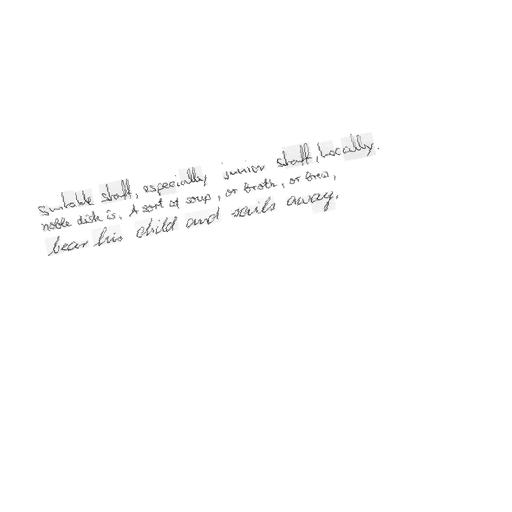 Suitable staff, especially junior staff, locally.
noble dish is. A sort of soup, or broth, or brew,
bear his child and sails away.